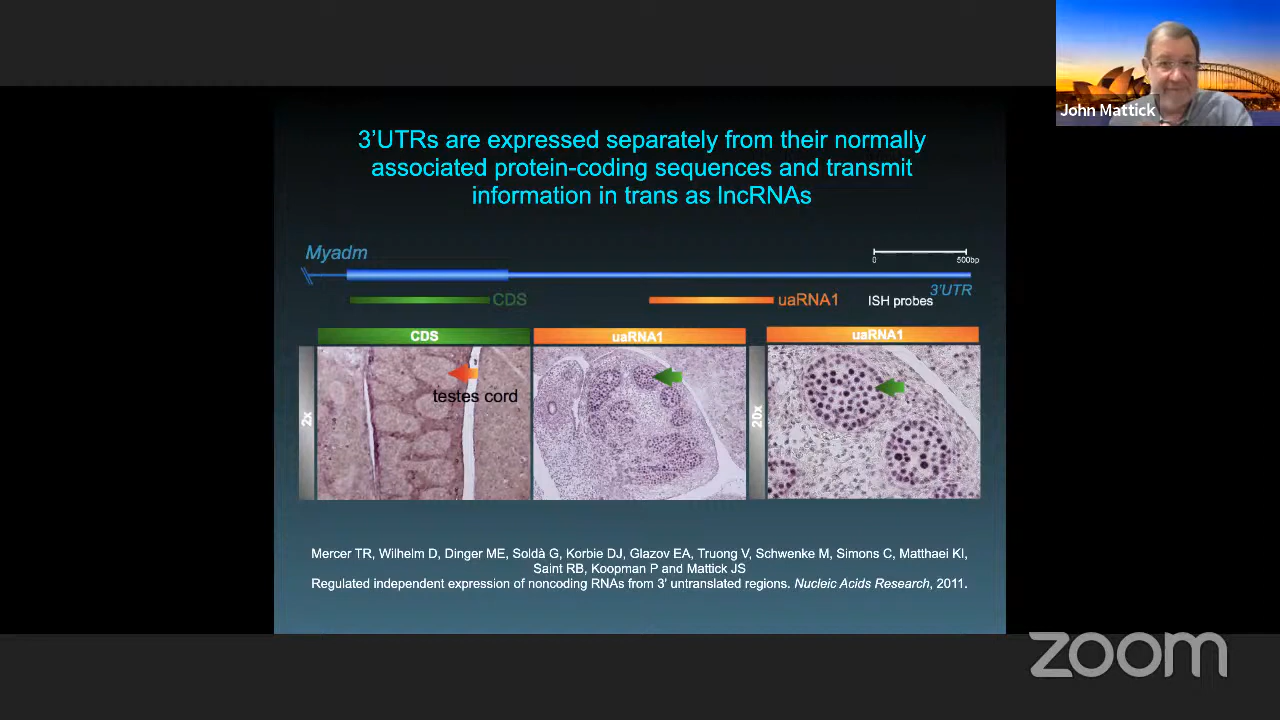 John Mattick
3'UTRs are expressed separately from their normally
associated protein-coding sequences and transmit
information in trans as lncRNAs
Myadm
0
500bp
3'UTR
CDS
uaRNA1
ISH probes
CDS
uaRNA1
uaRNA1
2x
testes cord
20x
Mercer TR, Wilhelm D, Dinger ME, Soldà G, Korbie DJ, Glazov EA, Truong V, Schwenke M, Simons C, Matthaei KI,
Saint RB, Koopman P and Mattick JS
Regulated independent expression of noncoding RNAs from 3' untranslated regions. Nucleic Acids Research, 2011.
zoom